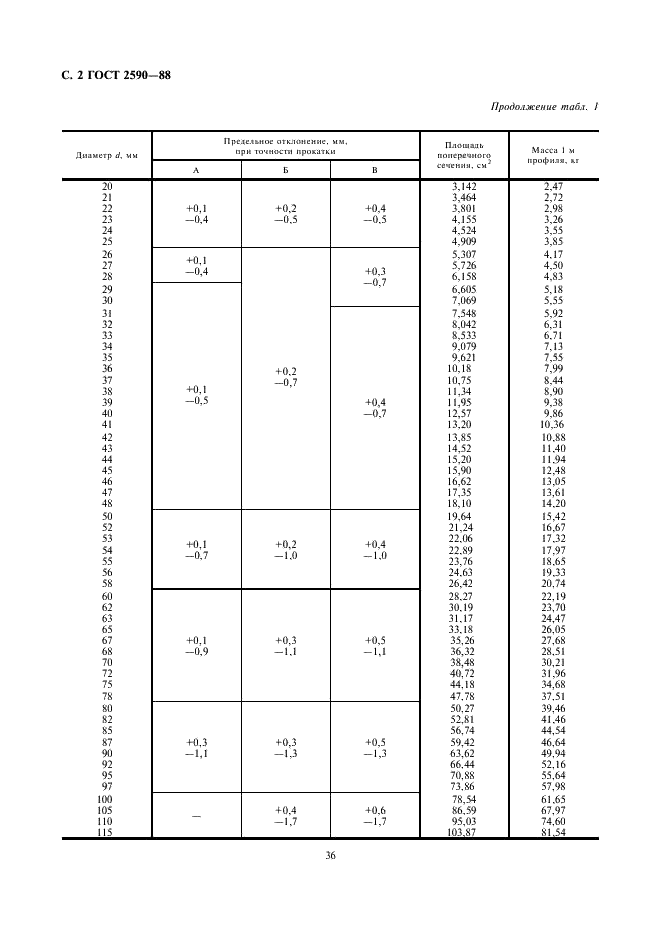 С. 2 ГОСТ 2590—88
Продолжение табл. 1
Диаметр d, мм
Предельное отклонение, мм,
при точности прокатки
А Б В
Площадь
поперечного
сечения, см²
Масса 1 м
профиля, кг
20 3,142 2,47
21 3,464 2,72
22 +0,1 +0,2 +0,4 3,801 2,98
23 —0,4 —0,5 —0,5 4,155 3,26
24 4,524 3,55
25 4,909 3,85
26 +0,1 5,307 4,17
27 —0,4 +0,3 5,726 4,50
28 —0,7 6,158 4,83
29 6,605 5,18
30 7,069 5,55
31 7,548 5,92
32 8,042 6,31
33 8,533 6,71
34 9,079 7,13
35 9,621 7,55
36 +0,2 10,18 7,99
37 —0,7 10,75 8,44
38 +0,1 11,34 8,90
39 —0,5 +0,4 11,95 9,38
40 —0,7 12,57 9,86
41 13,20 10,36
42 13,85 10,88
43 14,52 11,40
44 15,20 11,94
45 15,90 12,48
46 16,62 13,05
47 17,35 13,61
48 18,10 14,20
50 19,64 15,42
52 21,24 16,67
53 +0,1 +0,2 +0,4 22,06 17,32
54 —0,7 —1,0 —1,0 22,89 17,97
55 23,76 18,65
56 24,63 19,33
58 26,42 20,74
60 28,27 22,19
62 30,19 23,70
63 31,17 24,47
65 33,18 26,05
67 +0,1 +0,3 +0,5 35,26 27,68
68 —0,9 —1,1 —1,1 36,32 28,51
70 38,48 30,21
72 40,72 31,96
75 44,18 34,68
78 47,78 37,51
80 50,27 39,46
82 52,81 41,46
85 56,74 44,54
87 +0,3 +0,3 +0,5 59,42 46,64
90 —1,1 —1,3 —1,3 63,62 49,94
92 66,44 52,16
95 70,88 55,64
97 73,86 57,98
100 78,54 61,65
105 — +0,4 +0,6 86,59 67,97
110 —1,7 —1,7 95,03 74,60
115 103,87 81,54
36